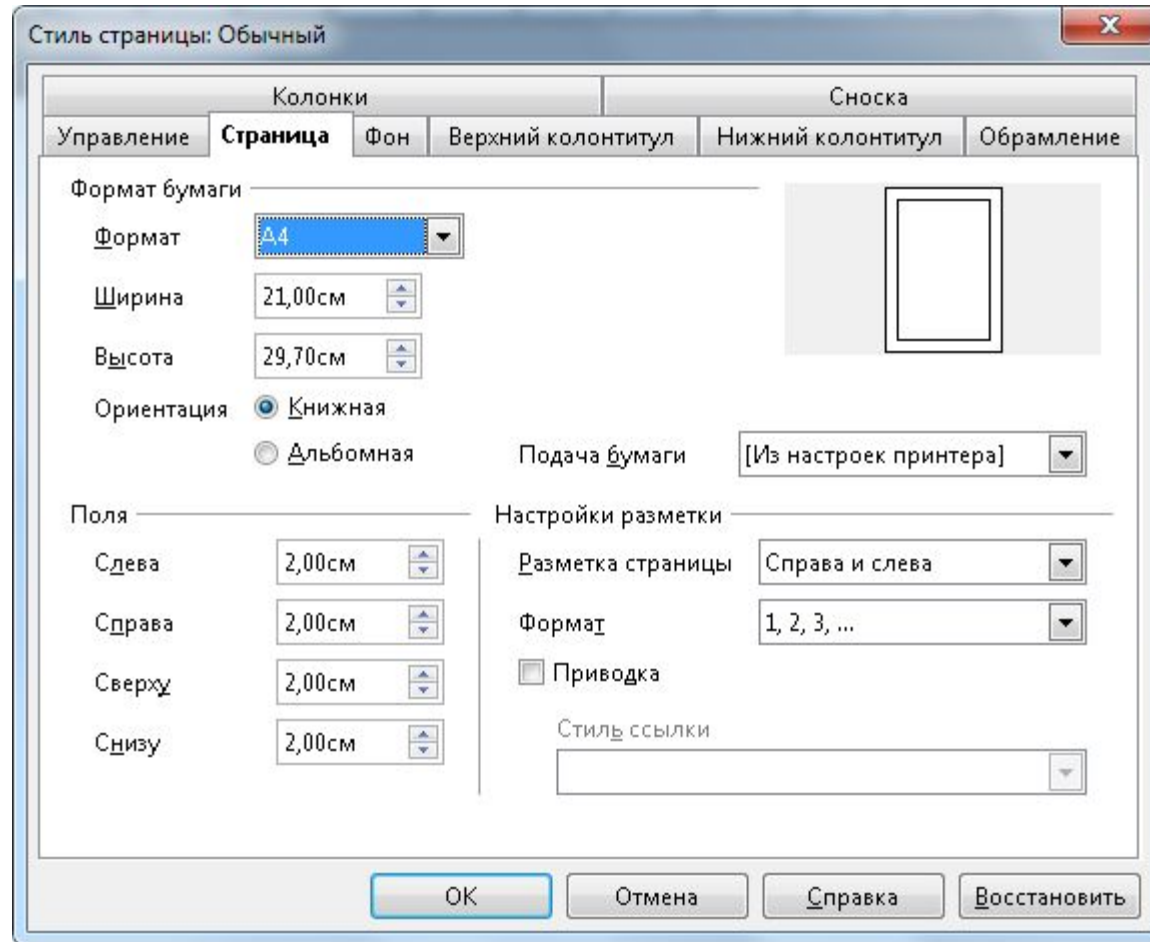 Стиль страницы: Обычный
Колонки Сноска
Управление Страница Фон Верхний колонтитул Нижний колонтитул Обрамление
Формат бумаги
Формат A4
Ширина 21,00см
Высота 29,70см
Ориентация Книжная
Альбомная Подача бумаги [Из настроек принтера]
Поля Настройки разметки
Слева 2,00см Разметка страницы Справа и слева
Справа 2,00см Формат 1, 2, 3, ...
Приводка
Сверху 2,00см
Стиль ссылки
Снизу 2,00см
OK Отмена Справка Восстановить